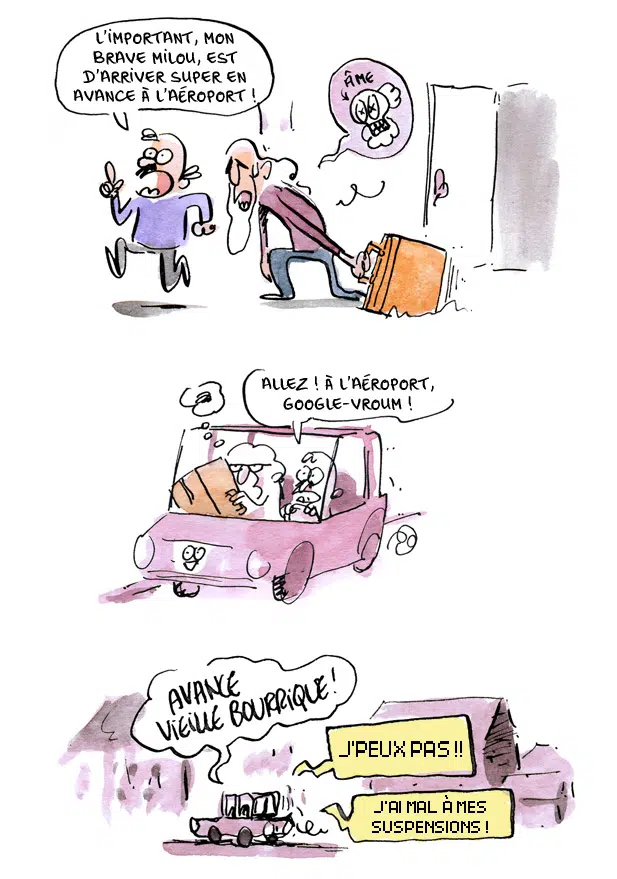 L'IMPORTANT, MON
BRAVE MILOU, EST
D'ARRIVER SUPER EN
AVANCE À L'AÉROPORT !
ÂME
ALLEZ ! À L'AÉROPORT,
GOOGLE-VROUM !
AVANCE
VIEILLE BOURRIQUE !
J'PEUX PAS !!
J'AI MAL À MES
SUSPENSIONS !